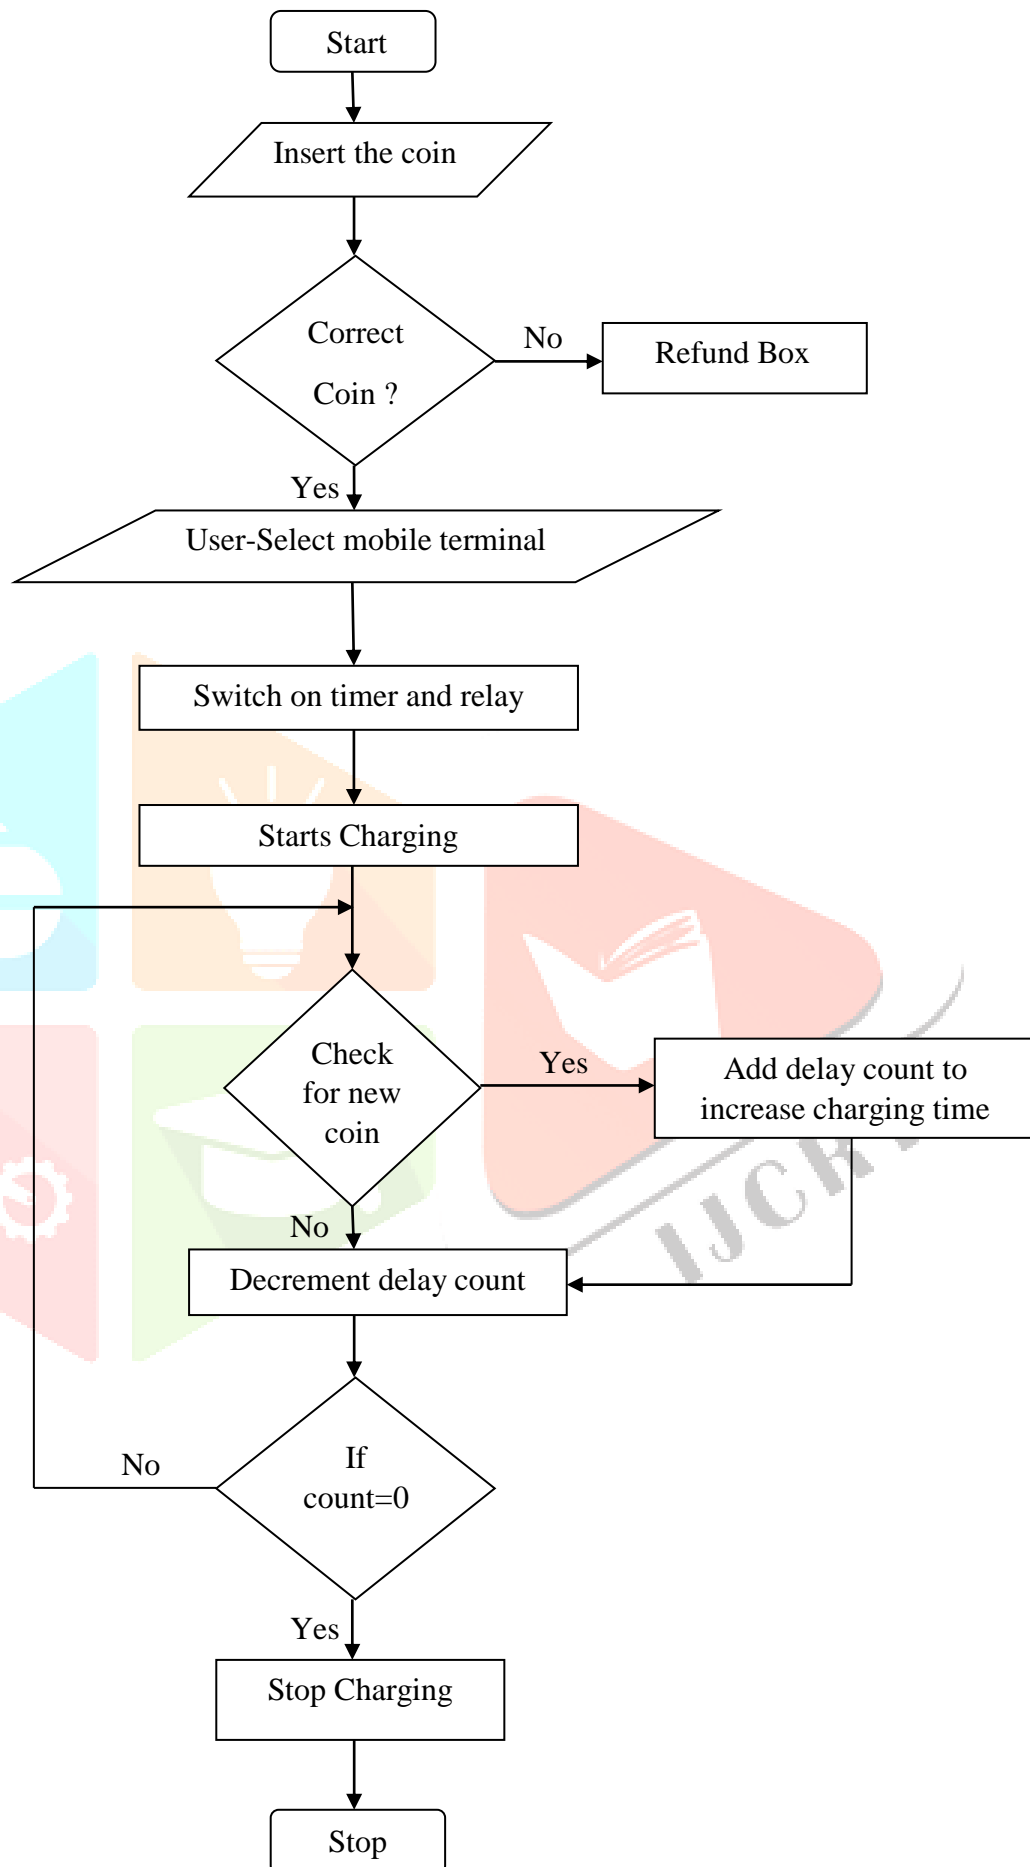 Start
Insert the coin
Correct
Coin ?
No
Refund Box
Yes
User-Select mobile terminal
Switch on timer and relay
Starts Charging
Check
for new
coin
Yes
Add delay count to
increase charging time
No
Decrement delay count
If
count=0
No
Yes
Stop Charging
Stop